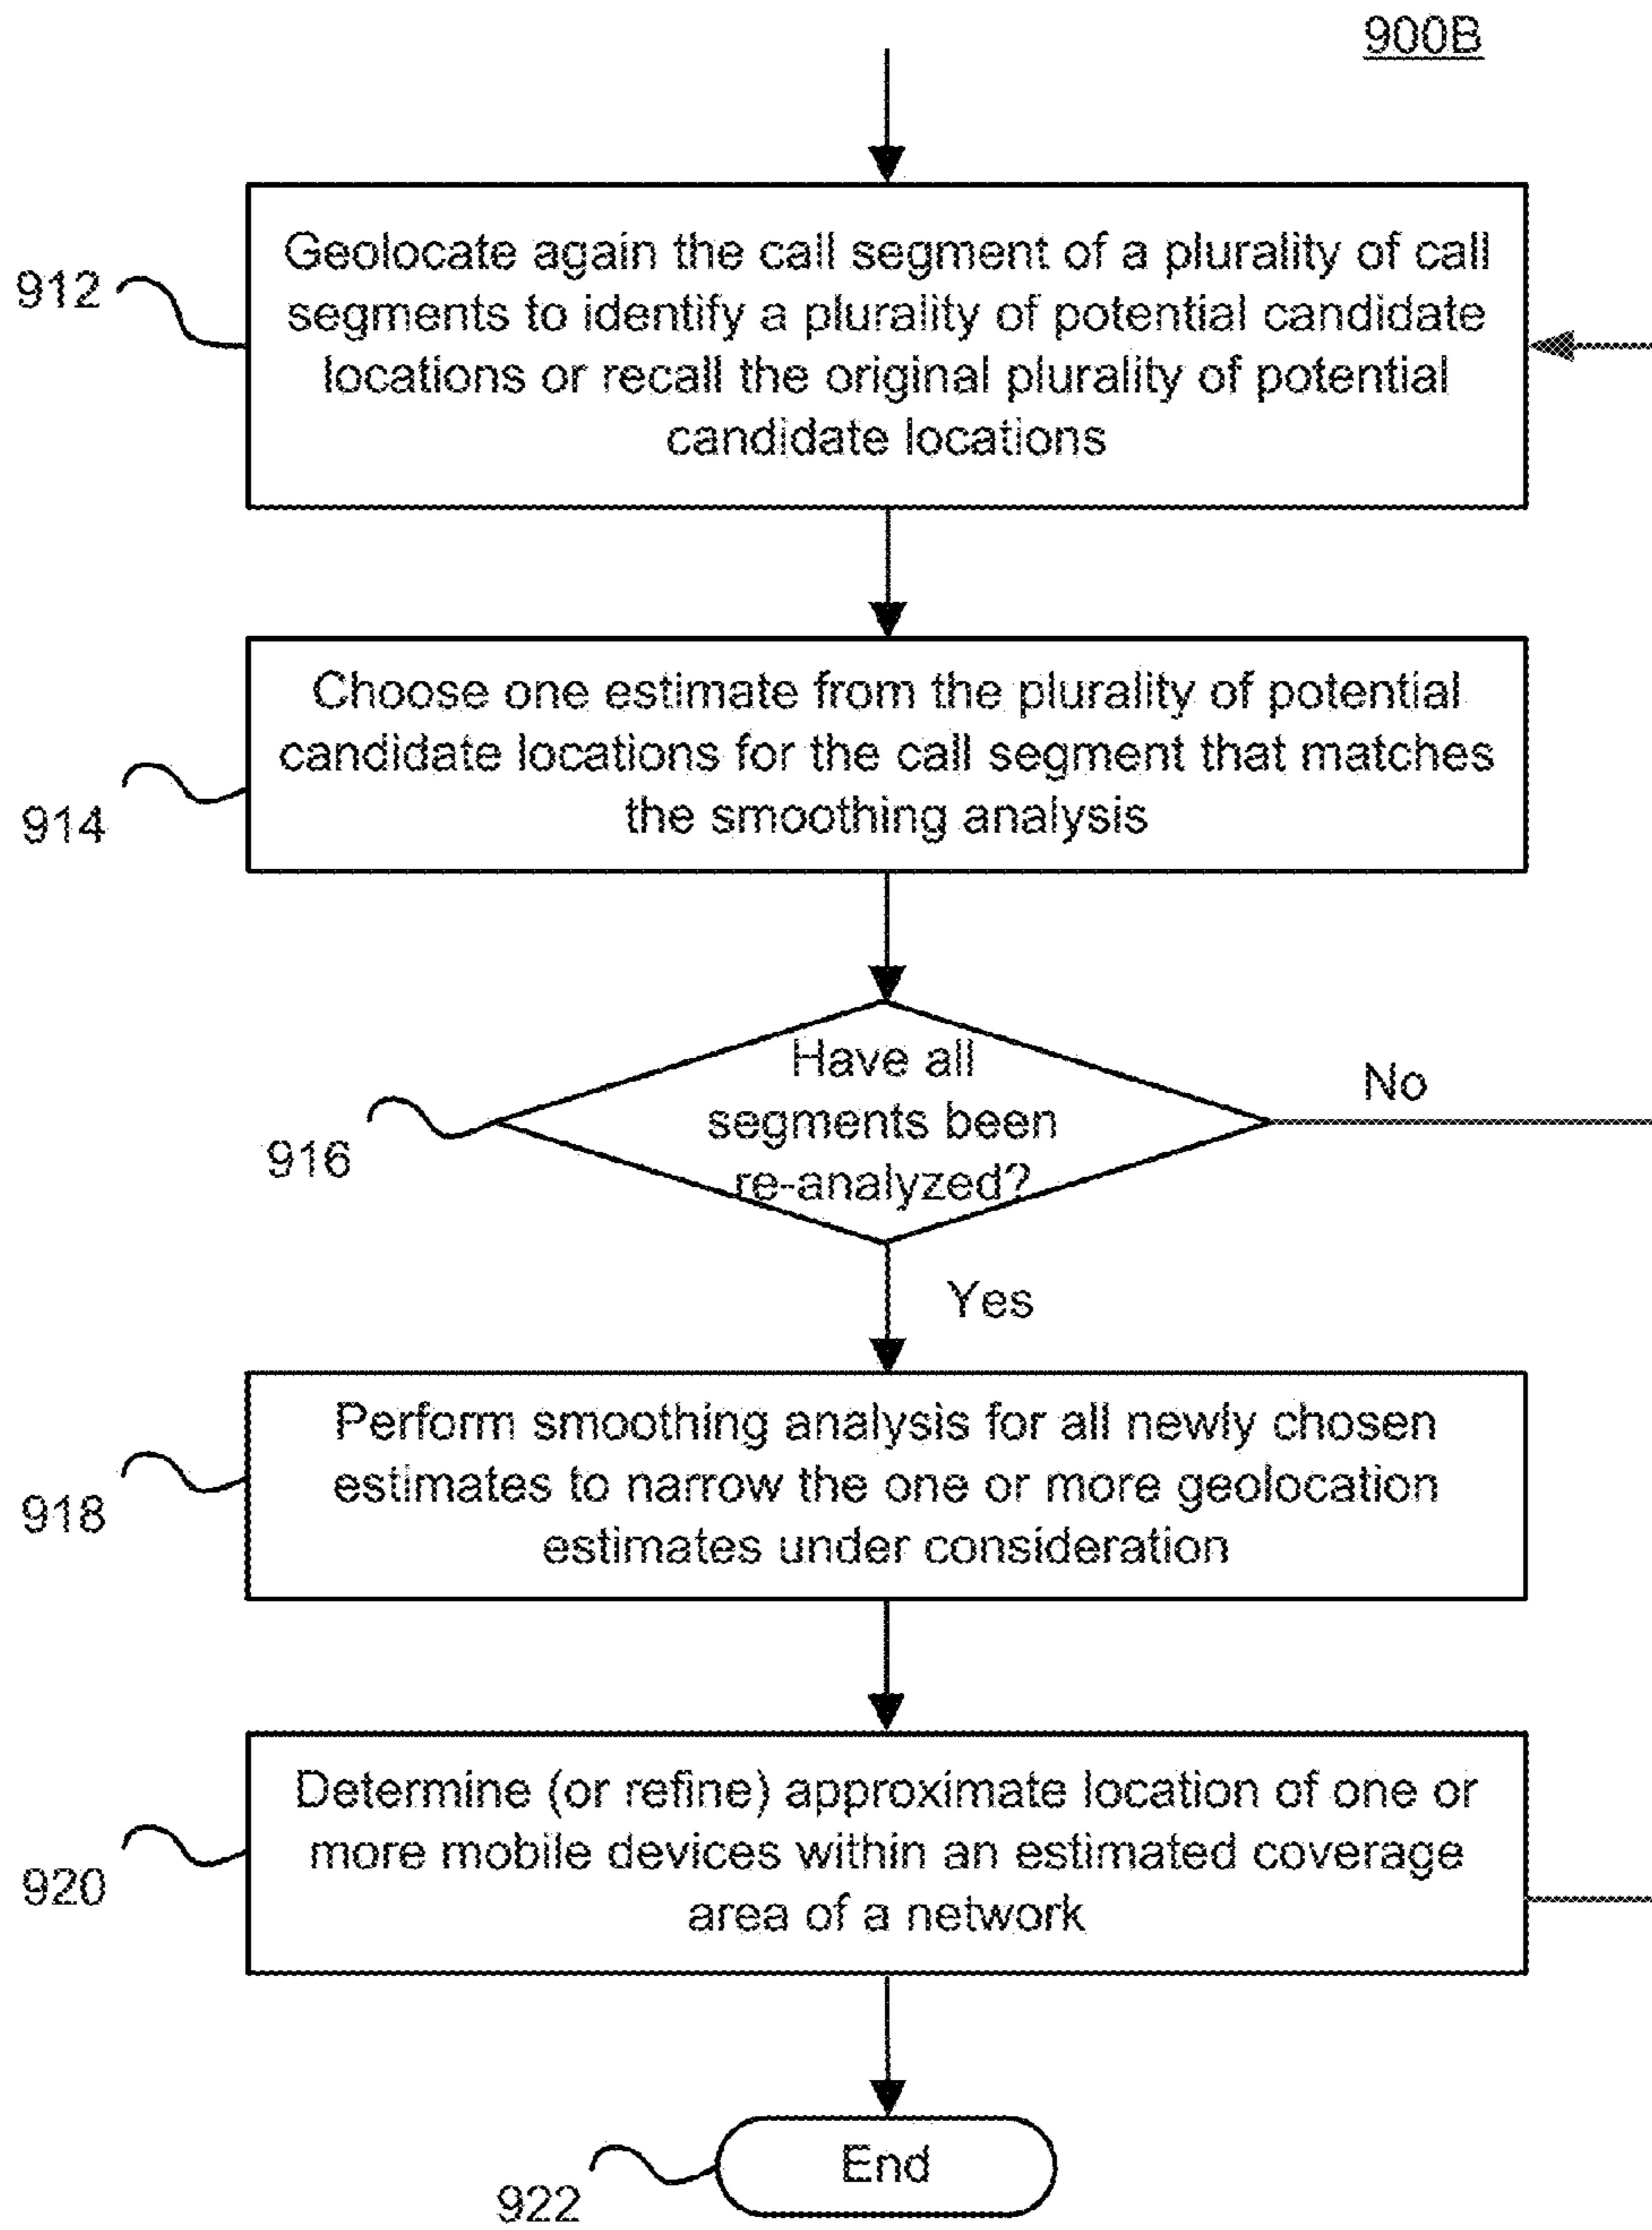 900B
912
Geolocate again the call segment of a plurality of call
segments to identify a plurality of potential candidate
locations or recall the original plurality of potential
candidate locations
914
Choose one estimate from the plurality of potential
candidate locations for the call segment that matches
the smoothing analysis
916
Have all
segments been
re-analyzed?
No
Yes
918
Perform smoothing analysis for all newly chosen
estimates to narrow the one or more geolocation
estimates under consideration
920
Determine (or refine) approximate location of one or
more mobile devices within an estimated coverage
area of a network
922
End